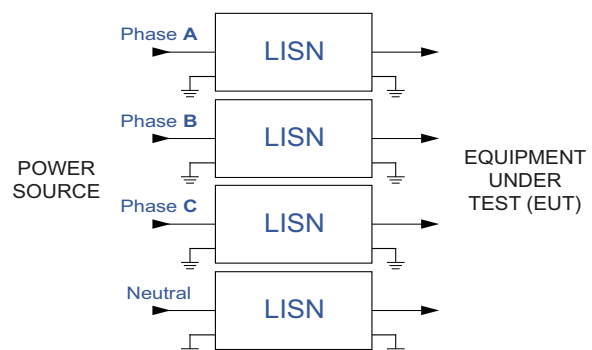 Phase A
LISN
Phase B
LISN
POWER
SOURCE
EQUIPMENT
UNDER
TEST (EUT)
Phase C
LISN
Neutral
LISN